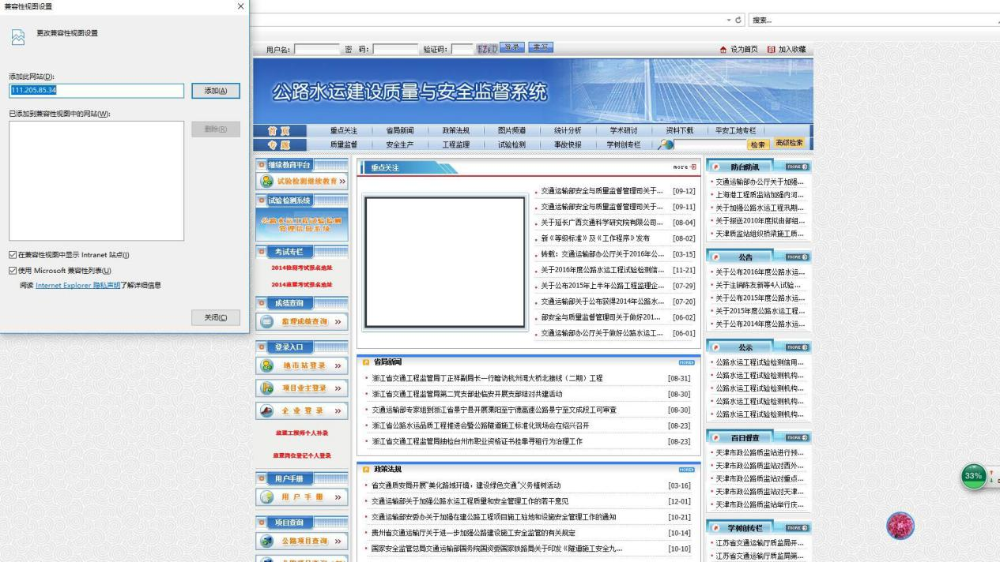 兼容性视图设置
更改兼容性视图设置
添加此网站(D):
111.205.85.34
添加(A)
已添加到兼容性视图中的网站(W):
删除(R)
在兼容性视图中显示 Intranet 站点(I)
使用 Microsoft 兼容性列表(U)
阅读 Internet Explorer 隐私声明了解详细信息
关闭(C)
搜索...
用户名: 密 码: 验证码: 登录 重写
设为首页 加入收藏
公路水运建设质量与安全监督系统
首 页 重点关注 省局新闻 政策法规 图片频道 统计分析 学术研讨 资料下载 平安工地专栏
专 题 质量监督 安全生产 工程监理 试验检测 事故快报 学树创专栏 检索 高级检索
继续教育平台
试验检测继续教育 >>
试验检测系统
公路水运工程试验检测
管理信息系统
考试专栏
2014检测考试报名地址
2014监理考试报名地址
成绩查询
监理成绩查询 >>
登录入口
地市站登录 >>
项目业主登录 >>
企业登录 >>
监理工程师个人补录
监理岗位登记个人登录
用户手册
用户手册 >>
项目查询
公路项目查询 >>
重点关注 more
交通运输部安全与质量监督管理司关于... [09-12]
交通运输部安全与质量监督管理司关于... [09-11]
关于延长广西交通科学研究院有限公司... [08-04]
新《等级标准》及《工作程序》发布 [08-02]
转载：交通运输部办公厅关于2016年公... [03-15]
关于2016年度公路水运工程试验检测... [11-21]
关于公布2015年上半年公路工程监理企... [07-29]
交通运输部关于公布获得2014年公路水... [07-20]
部安全与质量监督管理司关于做好201... [06-02]
交通运输部办公厅关于做好公路水运工... [06-01]
省局新闻 MORE
浙江省交通工程监管局丁正祥副局长一行暗访杭州湾大桥北接线（二期）工程 [08-31]
浙江省交通工程监管局第二党支部赴临安开展支部结对共建活动 [08-30]
交通运输部专家组到浙江省景宁县开展溧阳至宁德高速公路景宁至文成段工可审查 [08-30]
浙江省公路水运品质工程推进会暨公路隧道施工标准化现场会在绍兴召开 [08-23]
浙江省交通工程监管局抽检台州市职业资格证书挂靠寻租行为治理工作 [08-23]
政策法规 MORE
省交通质安局开展“美化路域环境，建设绿色交通”义务植树活动 [03-16]
交通运输部关于加强公路水运工程质量和安全管理工作的若干意见 [12-01]
交通运输部安委办关于加强在建公路工程项目施工驻地和设施安全管理工作的通知 [10-21]
贵州省交通运输厅关于进一步加强公路建设施工安全监管的有关规定 [10-14]
国家安全监管总局交通运输部国务院国资委国家铁路局关于印发《隧道施工安全九... [10-10]
防台防汛 MORE
交通运输部办公厅关于加强...
上海港工程质监站加强内河...
关于加强公路水运工程汛期...
关于报送2010年度拟由部组...
天津质监站组织桥梁施工质...
公告 MORE
关于公布2016年度公路水运...
关于注销陈友新等4人试验...
关于公布2015年度公路水运...
关于2015年度公路水运工程...
关于公布2014年度公路水运...
公示 MORE
公路水运工程试验检测信用...
公路水运工程试验检测机构...
公路水运工程试验检测机构...
公路水运工程试验检测机构...
公路水运工程试验检测机构...
百日督查 MORE
天津市政公路质监站进行预...
天津市政公路质监站对西外...
天津市政公路质监站对重点...
天津市政公路质监站对天津...
天津市政公路质监站举行庆...
学树创专栏 MORE
江苏省交通运输厅质监局开...
江苏省交通运输厅质监局第...
33%